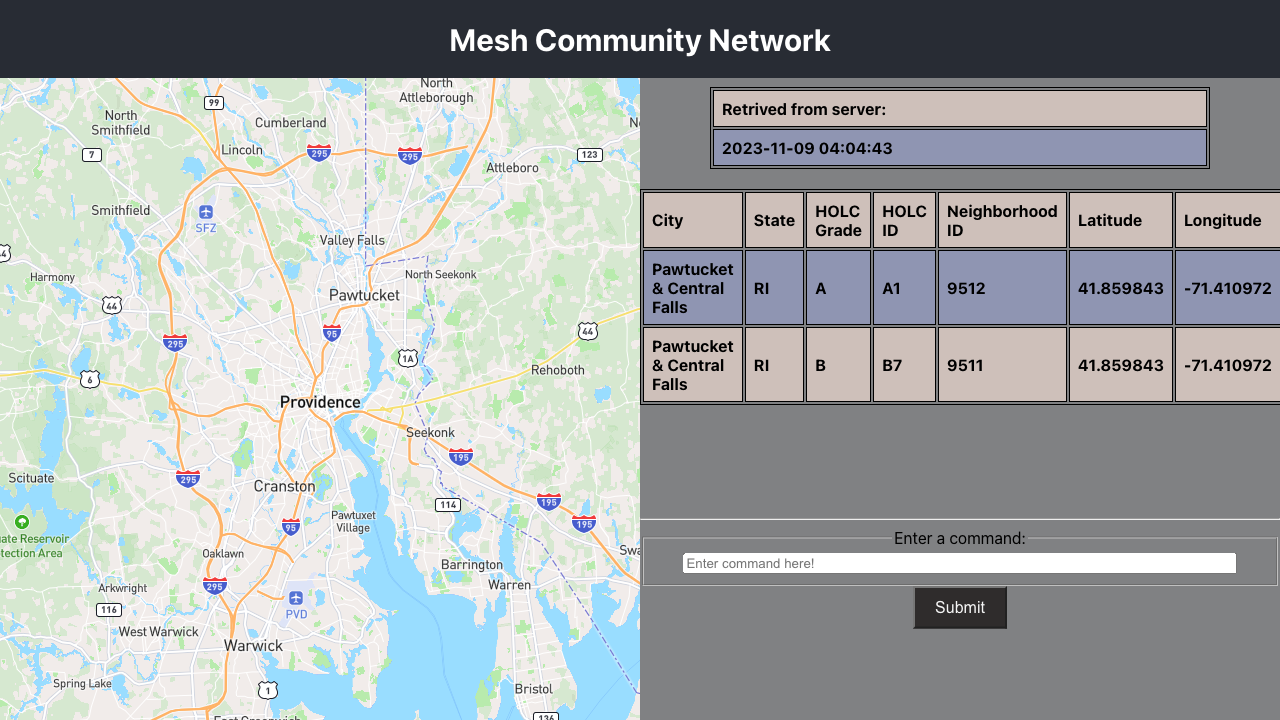 Mesh Community Network
North
Attleborough
99
North
Smithfield
Cumberland
Lincoln
295
295
7
123
Attleboro
Smithfield
SFZ
Valley Falls
Harmony
North Seekonk
Pawtucket
44
95
44
295
1A
6
Rehoboth
Providence
Seekonk
195
Scituate
295
Cranston
114
195
Pawtuxet
Village
195
95
Oaklawn
Barrington
Arkwright
295
Warren
116
PVD
West Warwick
Warwick
Spring Lake
1
Bristol
136
Retrived from server:
2023-11-09 04:04:43
City State HOLC Grade HOLC ID Neighborhood ID Latitude Longitude
Pawtucket & Central Falls RI A A1 9512 41.859843 -71.410972
Pawtucket & Central Falls RI B B7 9511 41.859843 -71.410972
Enter a command:
Enter command here!
Submit